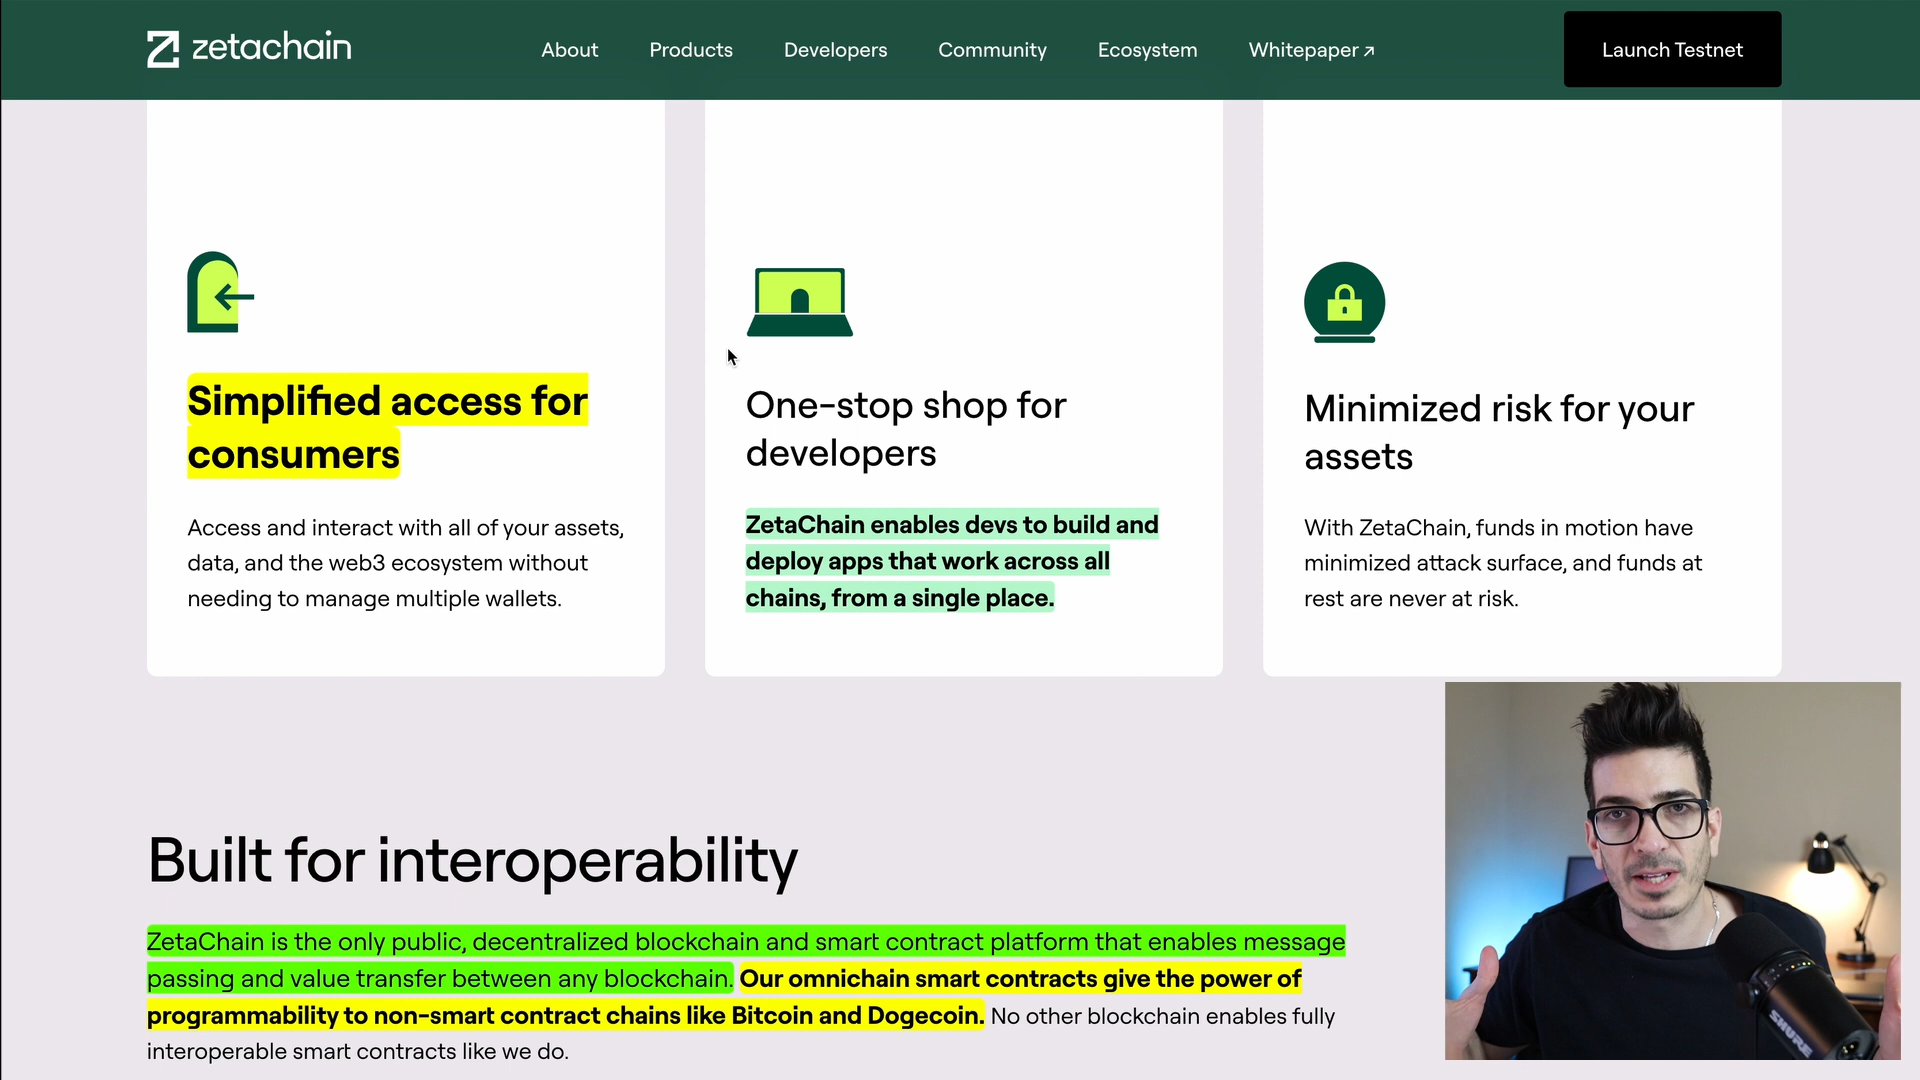 zetachain
About
Products
Developers
Community
Ecosystem
Whitepaper ↗
Launch Testnet
Simplified access for
consumers
Access and interact with all of your assets,
data, and the web3 ecosystem without
needing to manage multiple wallets.
One-stop shop for
developers
ZetaChain enables devs to build and
deploy apps that work across all
chains, from a single place.
Minimized risk for your
assets
With ZetaChain, funds in motion have
minimized attack surface, and funds at
rest are never at risk.
Built for interoperability
ZetaChain is the only public, decentralized blockchain and smart contract platform that enables message
passing and value transfer between any blockchain. Our omnichain smart contracts give the power of
programmability to non-smart contract chains like Bitcoin and Dogecoin. No other blockchain enables fully
interoperable smart contracts like we do.
SHURE